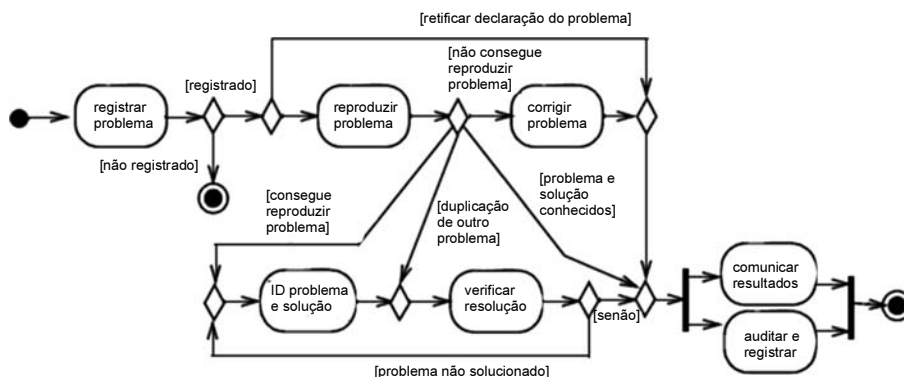 [retificar declaração do problema]
[não consegue
reproduzir
problema]
[registrado]
registrar
problema
reproduzir
problema
corrigir
problema
[não registrado]
[consegue
reproduzir
problema]
[duplicação
de outro
problema]
[problema e
solução
conhecidos]
ID problema
e solução
verificar
resolução
[senão]
comunicar
resultados
auditar e
registrar
[problema não solucionado]